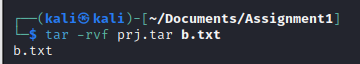 ┌──(kali㉿kali)-[~/Documents/Assignment1]
└─$ tar -rvf prj.tar b.txt
b.txt